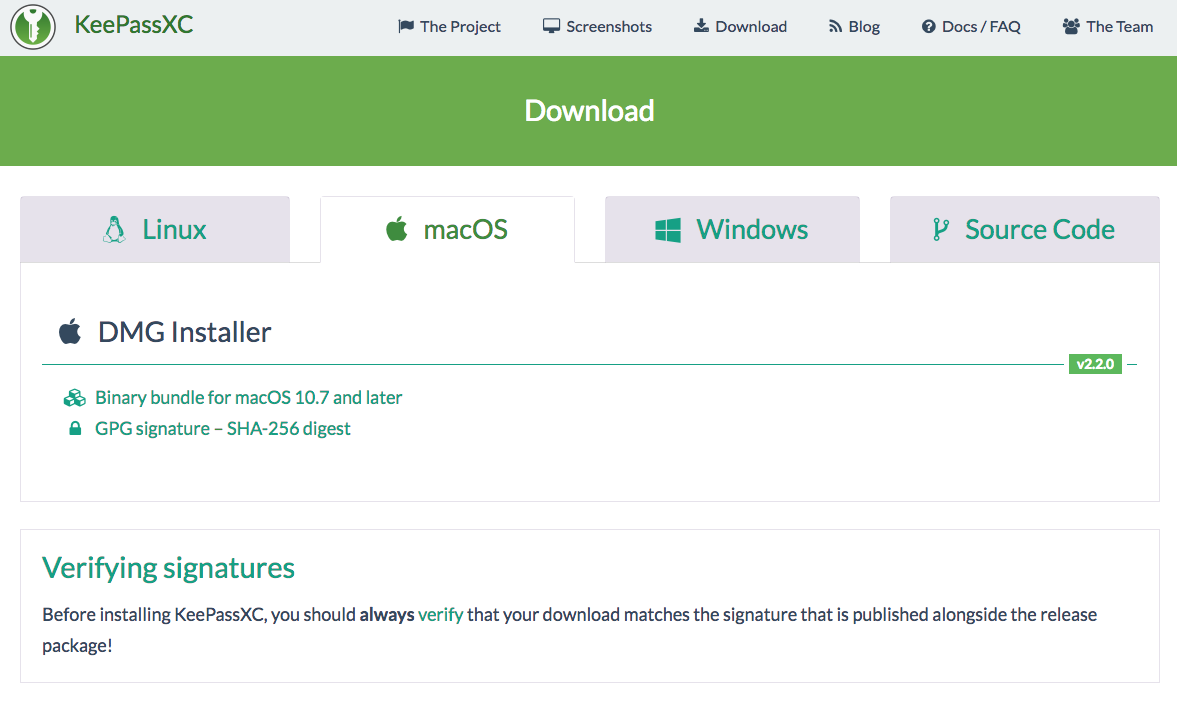 KeePassXC
The Project
Screenshots
Download
Blog
Docs / FAQ
The Team
Download
Linux
macOS
Windows
Source Code
DMG Installer
v2.2.0
Binary bundle for macOS 10.7 and later
GPG signature – SHA-256 digest
Verifying signatures
Before installing KeePassXC, you should always verify that your download matches the signature that is published alongside the release
package!